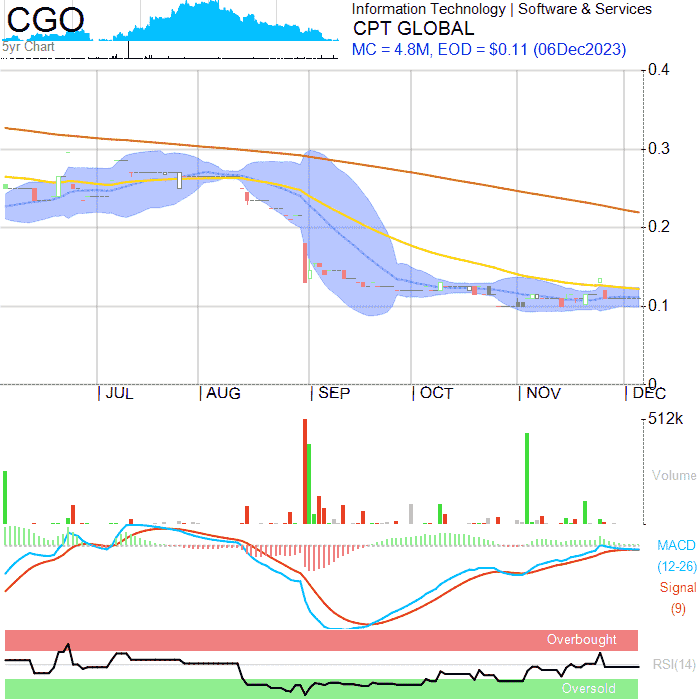 CGO
Information Technology | Software & Services
CPT GLOBAL
5yr Chart
MC = 4.8M, EOD = $0.11 (06Dec2023)
0.4
0.3
0.2
0.1
0
JUL
AUG
SEP
OCT
NOV
DEC
512k
Volume
MACD
(12-26)
Signal
(9)
Overbought
RSI(14)
Oversold